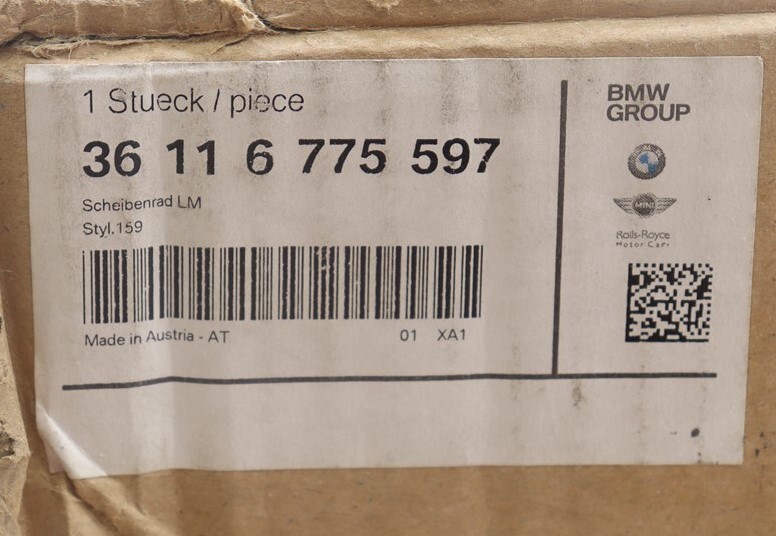 1 Stueck / piece
36 11 6 775 597
Scheibenrad LM
Styl.159
Made in Austria - AT
01 XA1
BMW
GROUP
BMW
MINI
Rolls-Royce
Motor Cars